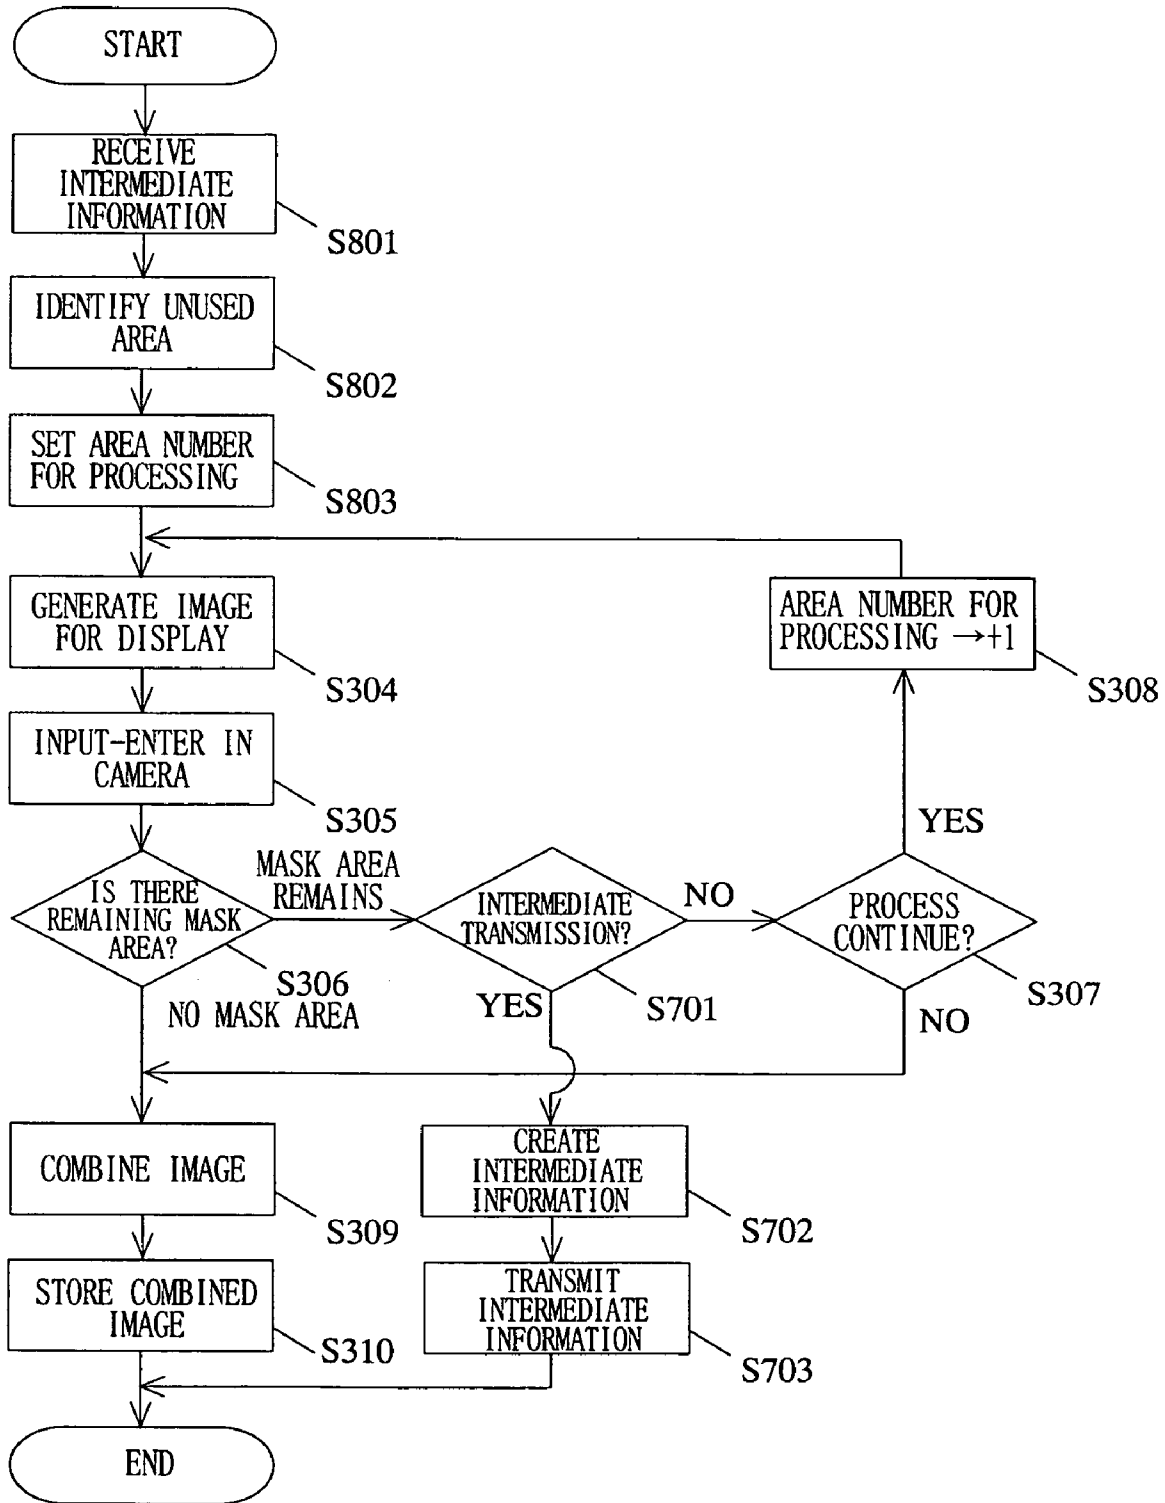 START
RECEIVE
INTERMEDIATE
INFORMATION
S801
IDENTIFY UNUSED
AREA
S802
SET AREA NUMBER
FOR PROCESSING
S803
GENERATE IMAGE
FOR DISPLAY
S304
AREA NUMBER FOR
PROCESSING →+1
S308
INPUT-ENTER IN
CAMERA
S305
YES
IS THERE
REMAINING MASK
AREA?
S306
MASK AREA
REMAINS
INTERMEDIATE
TRANSMISSION?
S701
NO
PROCESS
CONTINUE?
S307
NO MASK AREA
YES
NO
COMBINE IMAGE
S309
CREATE
INTERMEDIATE
INFORMATION
S702
STORE COMBINED
IMAGE
S310
TRANSMIT
INTERMEDIATE
INFORMATION
S703
END